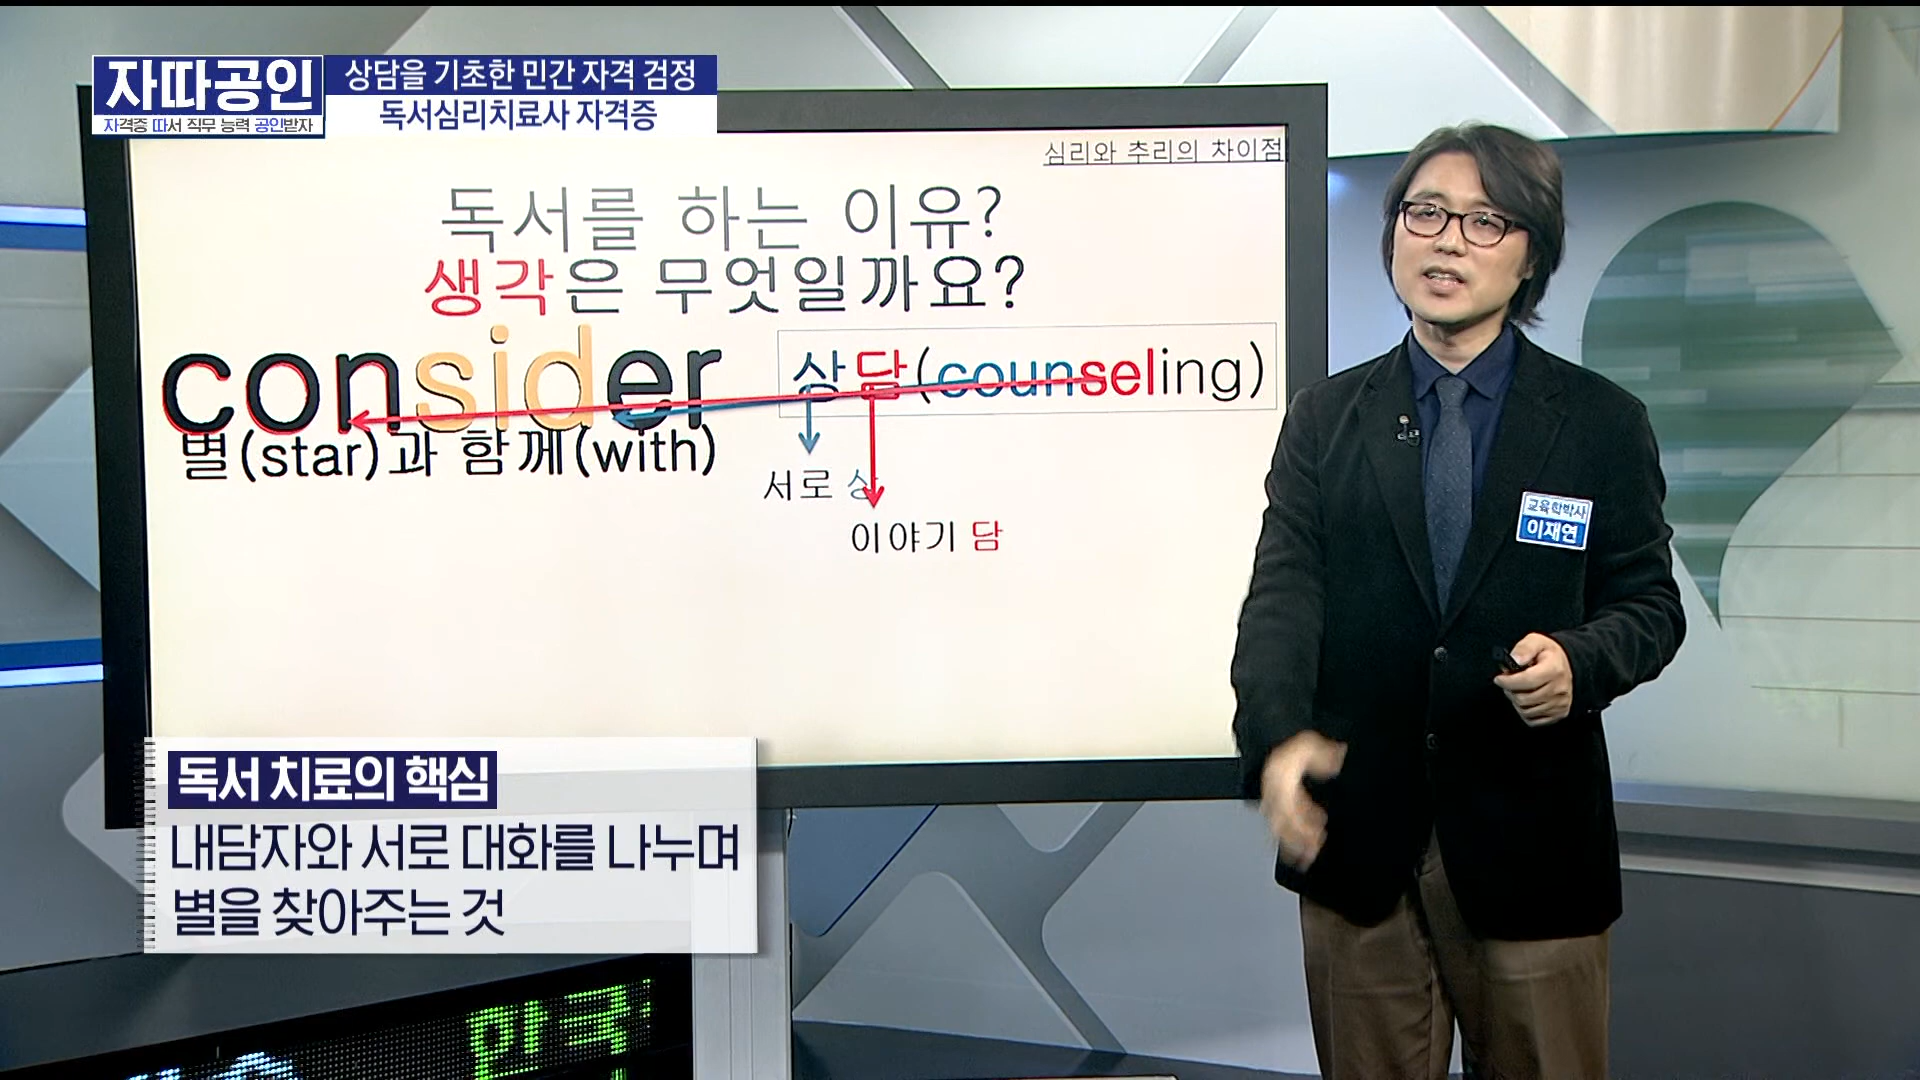 자따공인
자격증 따서 직무 능력 공인받자
상담을 기초한 민간 자격 검정
독서심리치료사 자격증
심리와 추리의 차이점
독서를 하는 이유?
생각은 무엇일까요?
consider
상담(counseling)
별(star)과 함께(with)
서로 상
이야기 담
교육학박사
이재연
독서 치료의 핵심
내담자와 서로 대화를 나누며
별을 찾아주는 것